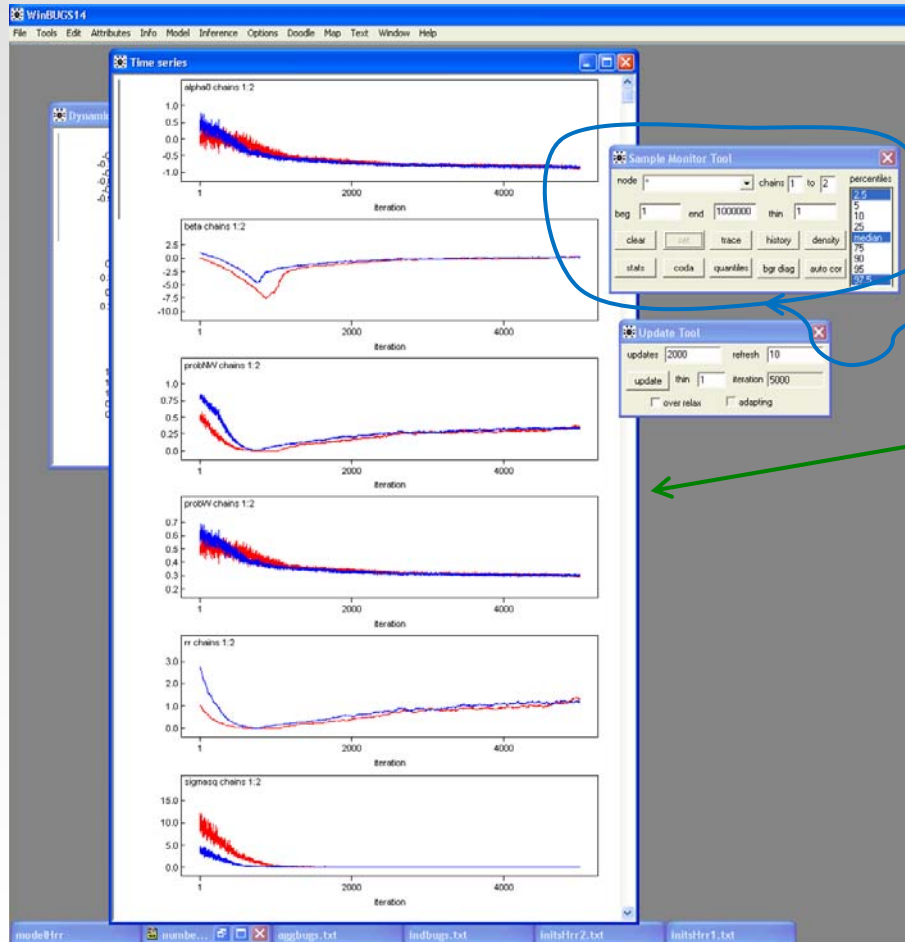 WinBUGS14
File Tools Edit Attributes Info Model Inference Options Doodle Map Text Window Help
Time series
Dynamic
alpha0 chains 1:2
1.0
0.5
0.0
-0.5
-1.0
1 2000 4000
iteration
beta chains 1:2
2.5
0.0
-2.5
-5.0
-7.5
-10.0
1 2000 4000
iteration
probNW chains 1:2
1.0
0.75
0.5
0.25
0.0
1 2000 4000
iteration
probW chains 1:2
0.7
0.6
0.5
0.4
0.3
0.2
1 2000 4000
iteration
rr chains 1:2
3.0
2.0
1.0
0.0
1 2000 4000
iteration
sigmasq chains 1:2
15.0
10.0
5.0
0.0
1 2000 4000
iteration
Sample Monitor Tool
node * chains 1 to 2 percentiles
beg 1 end 1000000 thin 1
clear set trace history density
stats coda quantiles bgr diag auto cor
2.5
5
10
25
median
75
90
95
97.5
Update Tool
updates 2000 refresh 10
update thin 1 iteration 5000
over relax adapting
numbe... aggbugs.txt indbugs.txt initsHrr2.txt initsHrr1.txt